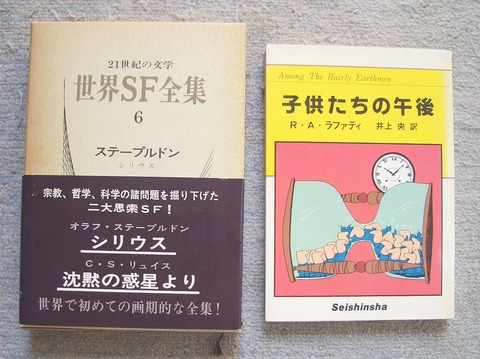 21世紀の文学
世界SF全集
6
ステープルドン
シリウス
宗教、哲学、科学の諸問題を掘り下げた
二大思索SF!
オラフ・ステープルドン
シリウス
C・S・リュイス
沈黙の惑星より
世界で初めての画期的な全集!
Among The Bairly Earthmen
子供たちの午後
R・A・ラファティ 井上 央 訳
Seishinsha